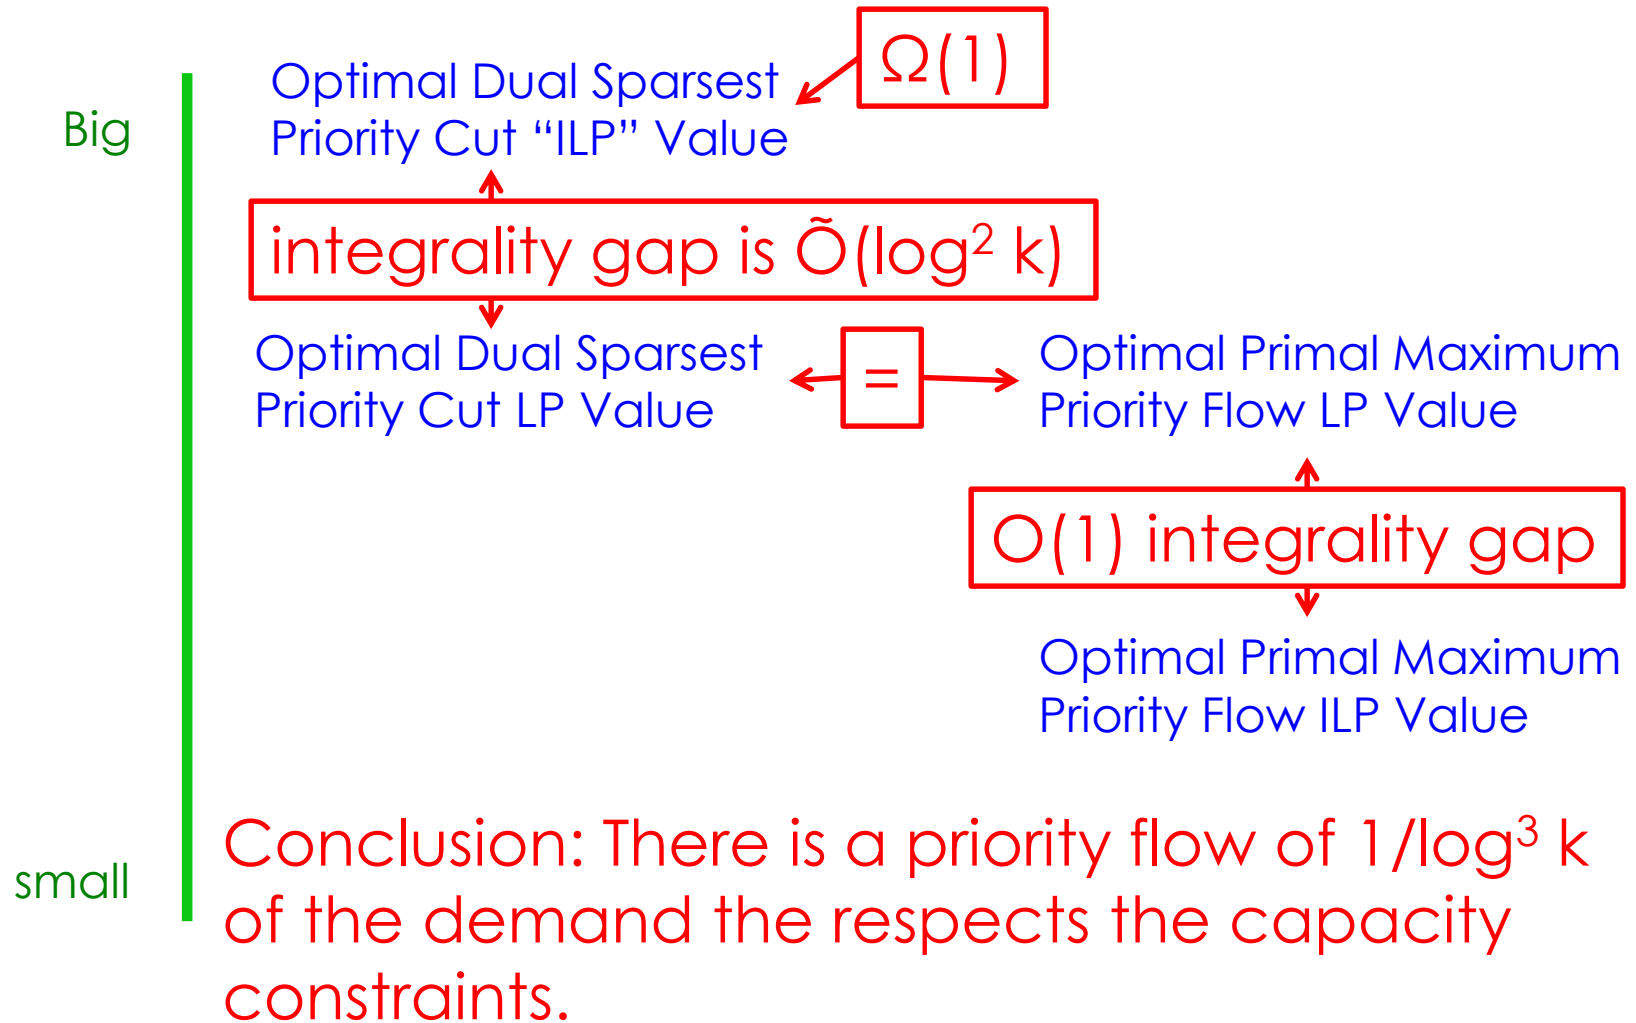 Ω(1)
Optimal Dual Sparsest
Priority Cut “ILP” Value
Big
integrality gap is Õ(log² k)
Optimal Dual Sparsest
Priority Cut LP Value
=
Optimal Primal Maximum
Priority Flow LP Value
O(1) integrality gap
Optimal Primal Maximum
Priority Flow ILP Value
small
Conclusion: There is a priority flow of 1/log³ k
of the demand the respects the capacity
constraints.